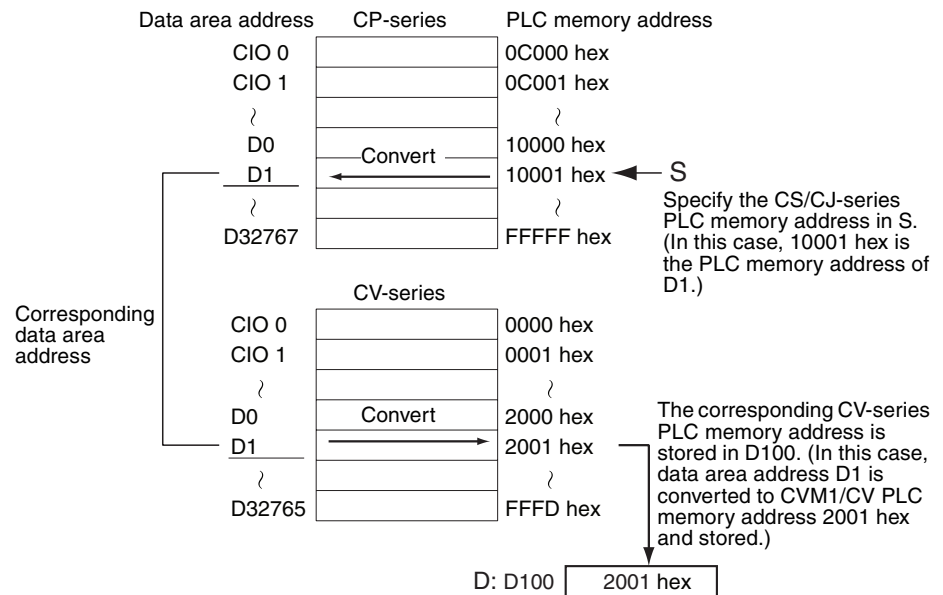 Data area address CP-series PLC memory address
CIO 0 0C000 hex
CIO 1 0C001 hex
~ ~
D0 10000 hex
Convert
D1 10001 hex S
~ ~
D32767 FFFFF hex
Specify the CS/CJ-series
PLC memory address in S.
(In this case, 10001 hex is
the PLC memory address of
D1.)
Corresponding
data area
address
CV-series
CIO 0 0000 hex
CIO 1 0001 hex
~ ~
D0 Convert 2000 hex
D1 2001 hex
~ ~
D32765 FFFD hex
The corresponding CV-series
PLC memory address is
stored in D100. (In this case,
data area address D1 is
converted to CVM1/CV PLC
memory address 2001 hex
and stored.)
D: D100 2001 hex